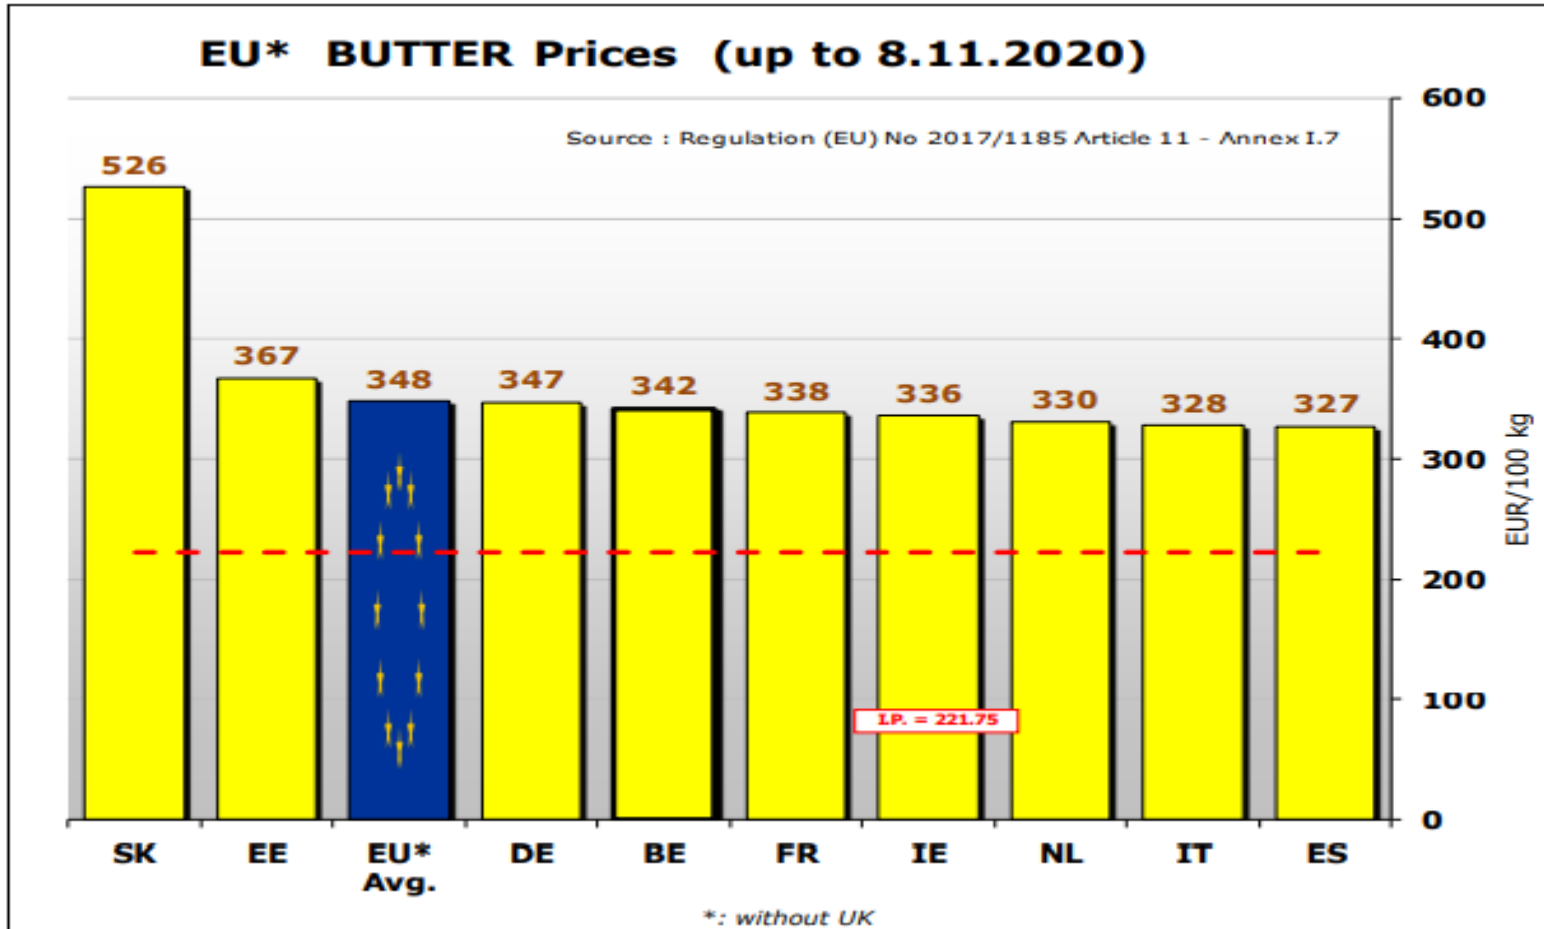 EU* BUTTER Prices (up to 8.11.2020)
Source : Regulation (EU) No 2017/1185 Article 11 - Annex I.7
600
500
400
300
200
100
0
EUR/100 kg
526
367
348
347
342
338
336
330
328
327
I.P. = 221.75
SK
EE
EU*
Avg.
DE
BE
FR
IE
NL
IT
ES
*: without UK